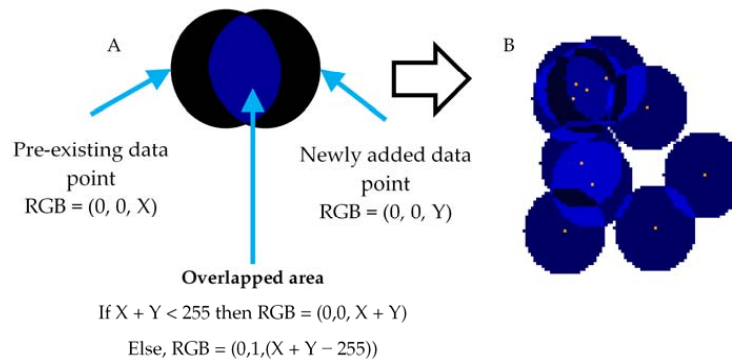 A
B
Pre-existing data
point
RGB = (0, 0, X)
Newly added data
point
RGB = (0, 0, Y)
Overlapped area
If X + Y < 255 then RGB = (0,0, X + Y)
Else, RGB = (0,1,(X + Y − 255))